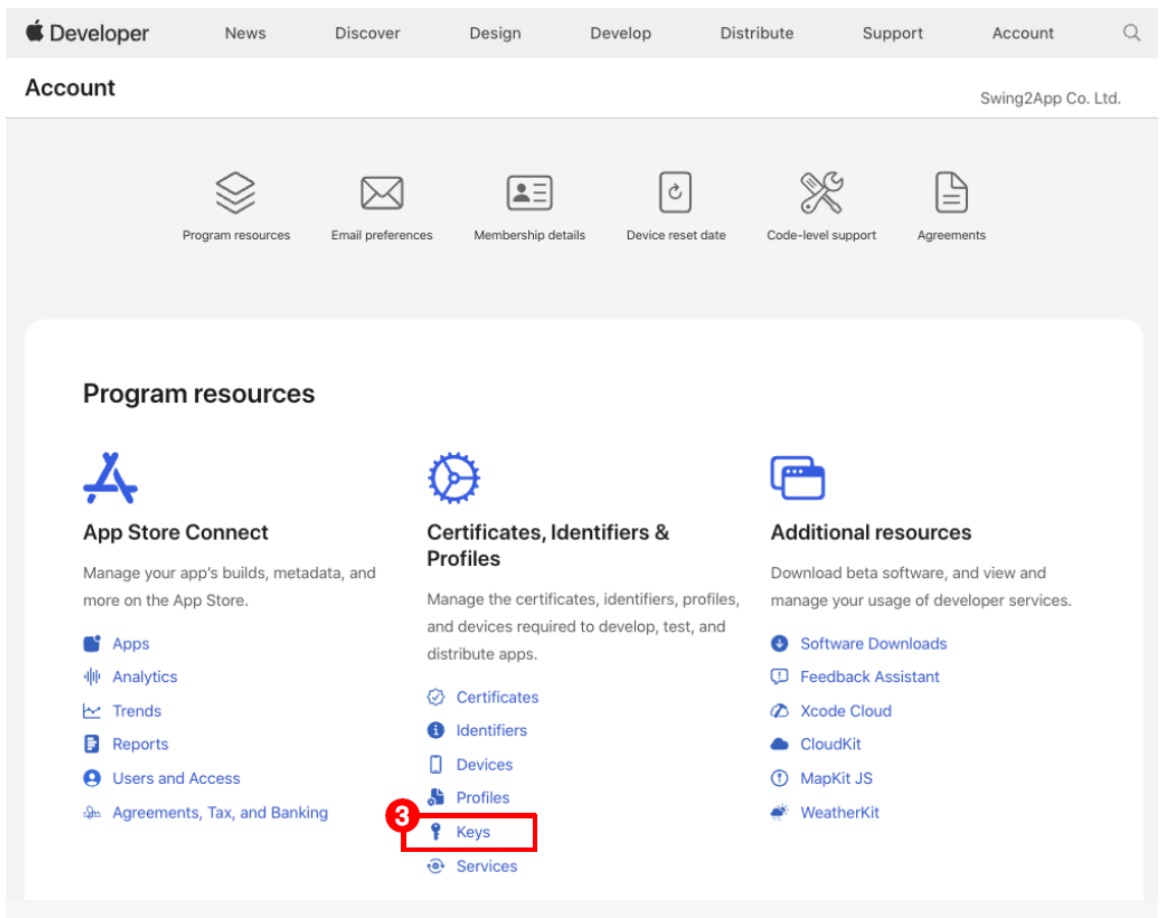 Developer
News
Discover
Design
Develop
Distribute
Support
Account
Account
Swing2App Co. Ltd.
Program resources
Email preferences
Membership details
Device reset date
Code-level support
Agreements
Program resources
App Store Connect
Manage your app's builds, metadata, and
more on the App Store.
Apps
Analytics
Trends
Reports
Users and Access
Agreements, Tax, and Banking
Certificates, Identifiers &
Profiles
Manage the certificates, identifiers, profiles,
and devices required to develop, test, and
distribute apps.
Certificates
Identifiers
Devices
Profiles
3
Keys
Services
Additional resources
Download beta software, and view and
manage your usage of developer services.
Software Downloads
Feedback Assistant
Xcode Cloud
CloudKit
MapKit JS
WeatherKit